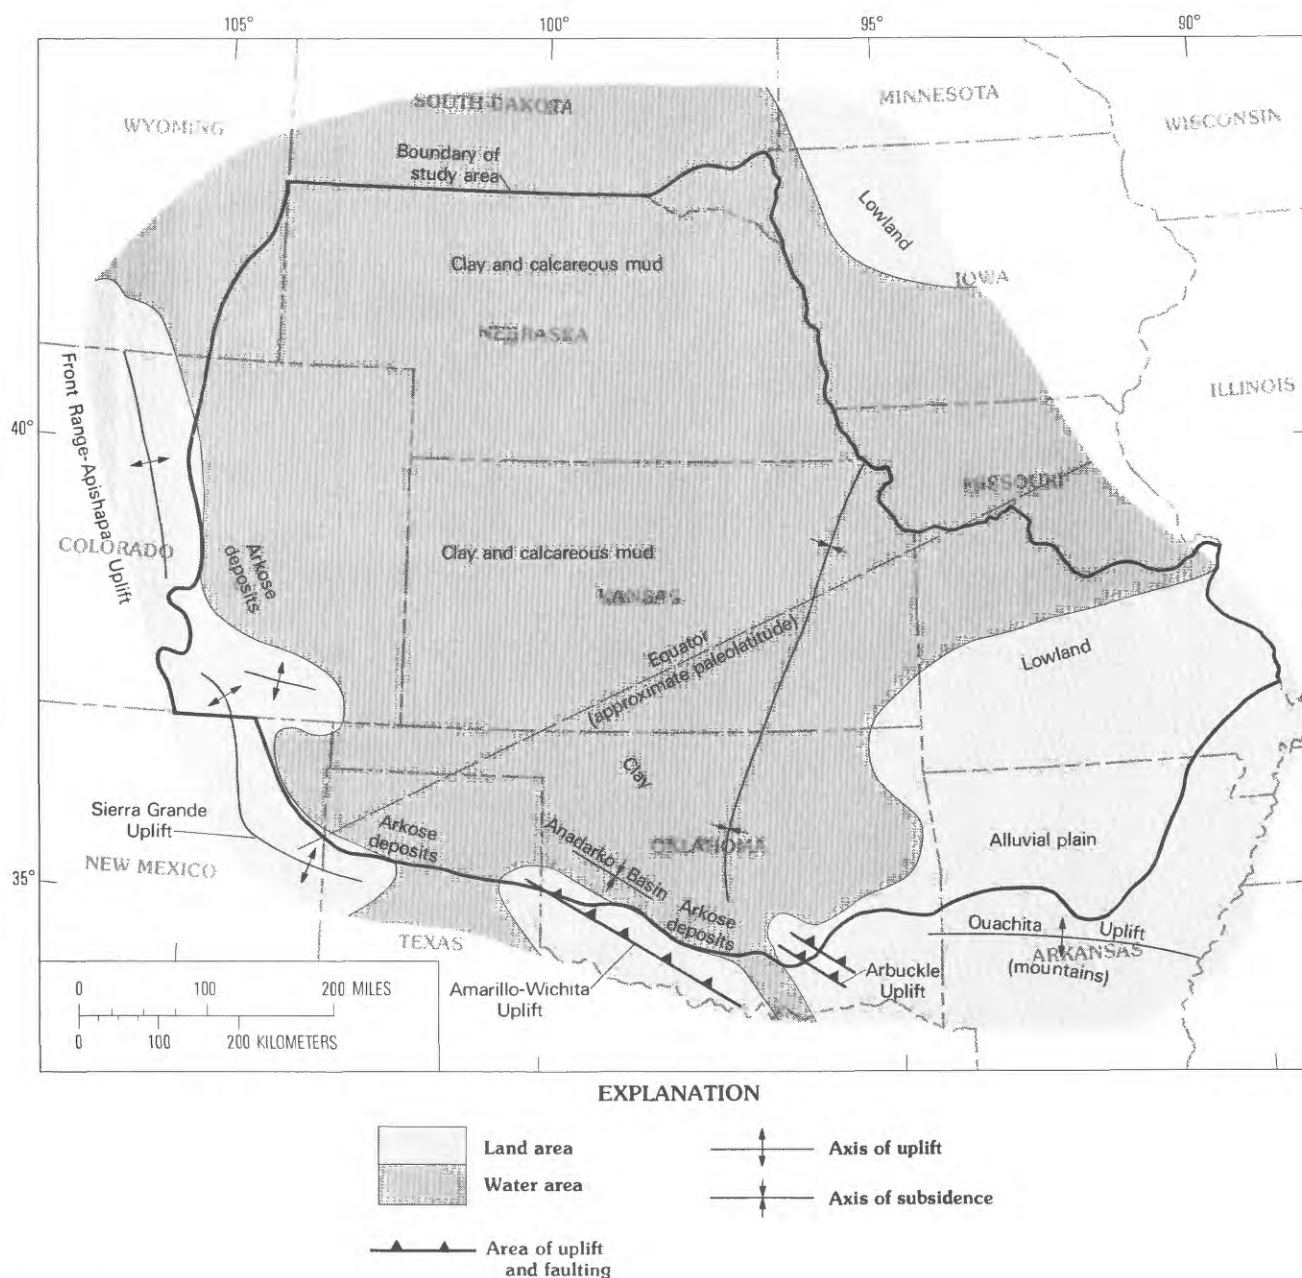 105°
100°
95°
90°
SOUTH DAKOTA
MINNESOTA
WISCONSIN
WYOMING
Boundary of
study area
Lowland
Clay and calcareous mud
IOWA
NEBRASKA
ILLINOIS
40°
Front Range-Apishapa Uplift
MISSOURI
COLORADO
Arkose
deposits
Clay and calcareous mud
KANSAS
Equator
(approximate paleolatitude)
Lowland
Clay
Sierra Grande
Uplift
Arkose
deposits
Anadarko Basin
OKLAHOMA
Alluvial plain
NEW MEXICO
35°
Arkose
deposits
Ouachita Uplift
TEXAS
ARKANSAS
(mountains)
Amarillo-Wichita
Uplift
Arbuckle
Uplift
0 100 200 MILES
0 100 200 KILOMETERS
EXPLANATION
Land area
Water area
Area of uplift
and faulting
Axis of uplift
Axis of subsidence